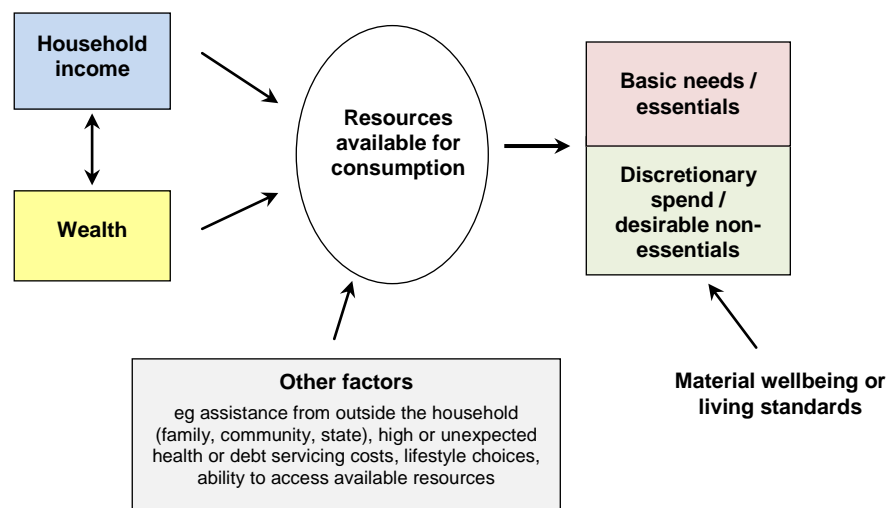 Household
income
Wealth
Resources
available for
consumption
Basic needs /
essentials
Discretionary
spend /
desirable non-
essentials
Other factors
eg assistance from outside the household
(family, community, state), high or unexpected
health or debt servicing costs, lifestyle choices,
ability to access available resources
Material wellbeing or
living standards